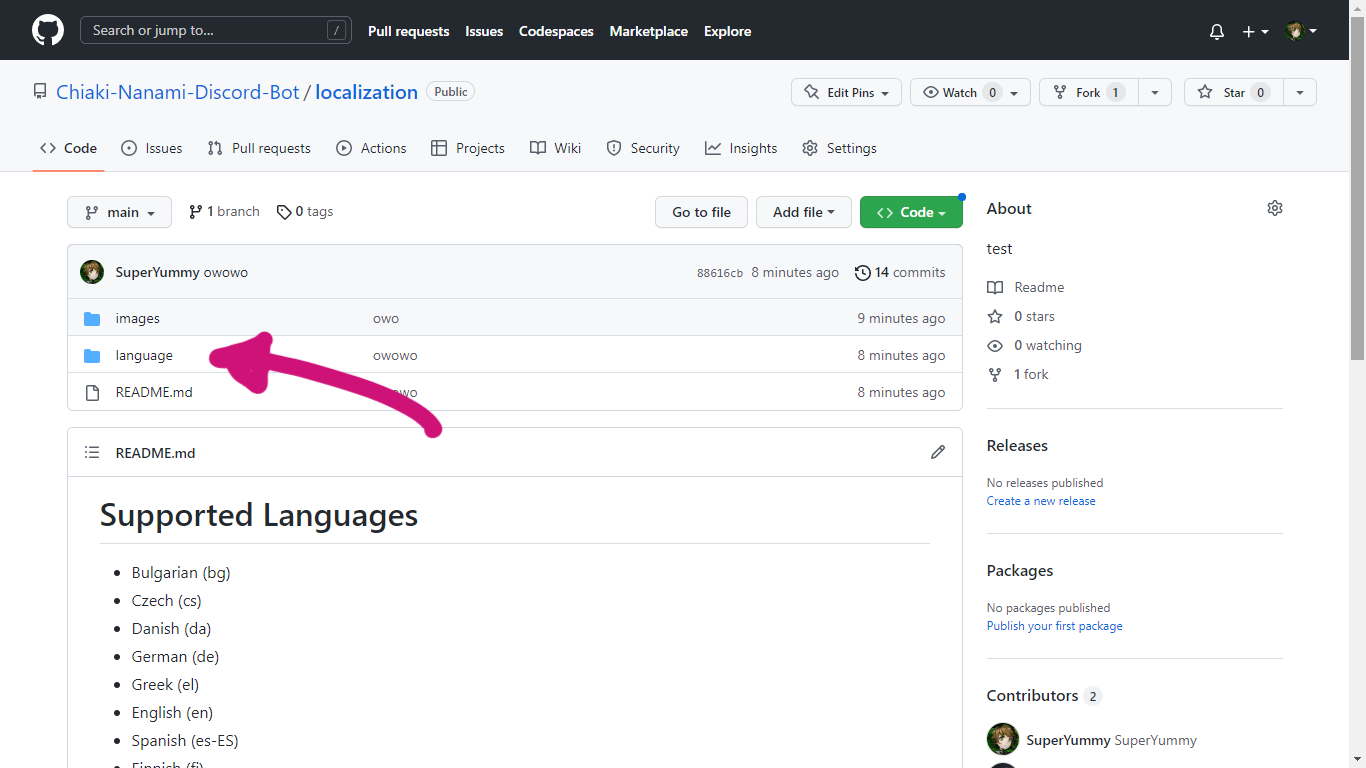 Search or jump to... / Pull requests Issues Codespaces Marketplace Explore
Chiaki-Nanami-Discord-Bot / localization Public Edit Pins Watch 0 Fork 1 Star 0
Code Issues Pull requests Actions Projects Wiki Security Insights Settings
main 1 branch 0 tags Go to file Add file Code
SuperYummy owowo 88616cb 8 minutes ago 14 commits
images owo 9 minutes ago
language owowo 8 minutes ago
README.md 8 minutes ago
README.md
Supported Languages
Bulgarian (bg)
Czech (cs)
Danish (da)
German (de)
Greek (el)
English (en)
Spanish (es-ES)
Finnish (fi)
About
test
Readme
0 stars
0 watching
1 fork
Releases
No releases published
Create a new release
Packages
No packages published
Publish your first package
Contributors 2
SuperYummy SuperYummy